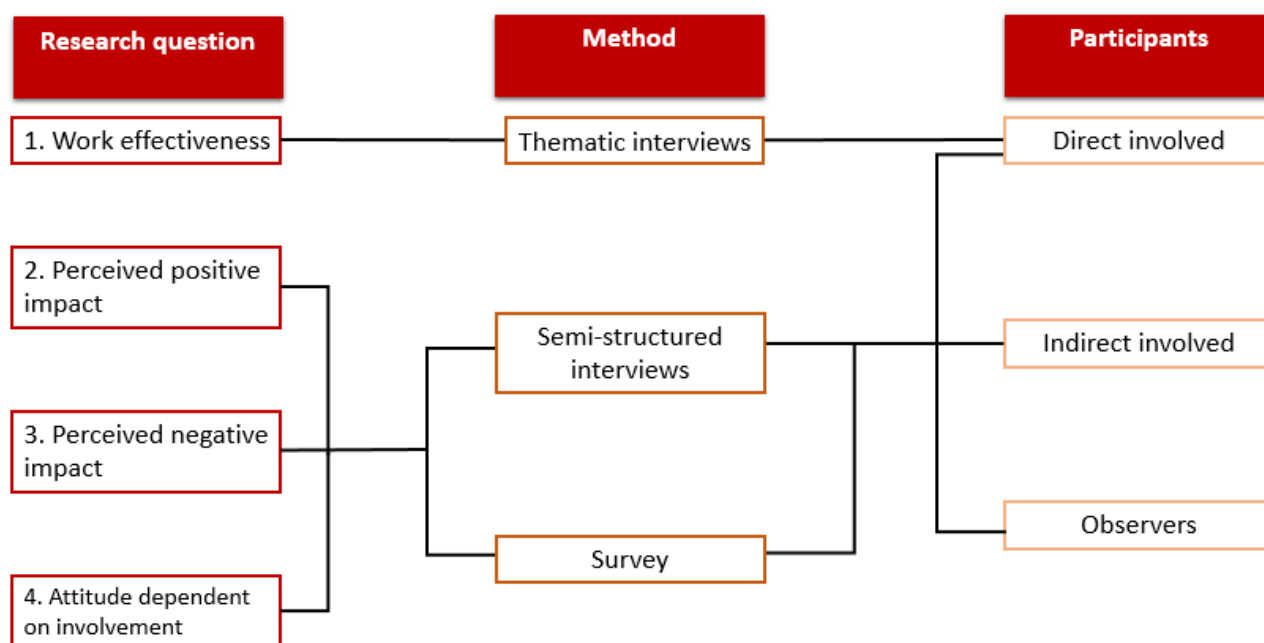 Research question
Method
Participants
1. Work effectiveness
Thematic interviews
Direct involved
2. Perceived positive
impact
Semi-structured
interviews
Indirect involved
3. Perceived negative
impact
Survey
Observers
4. Attitude dependent
on involvement